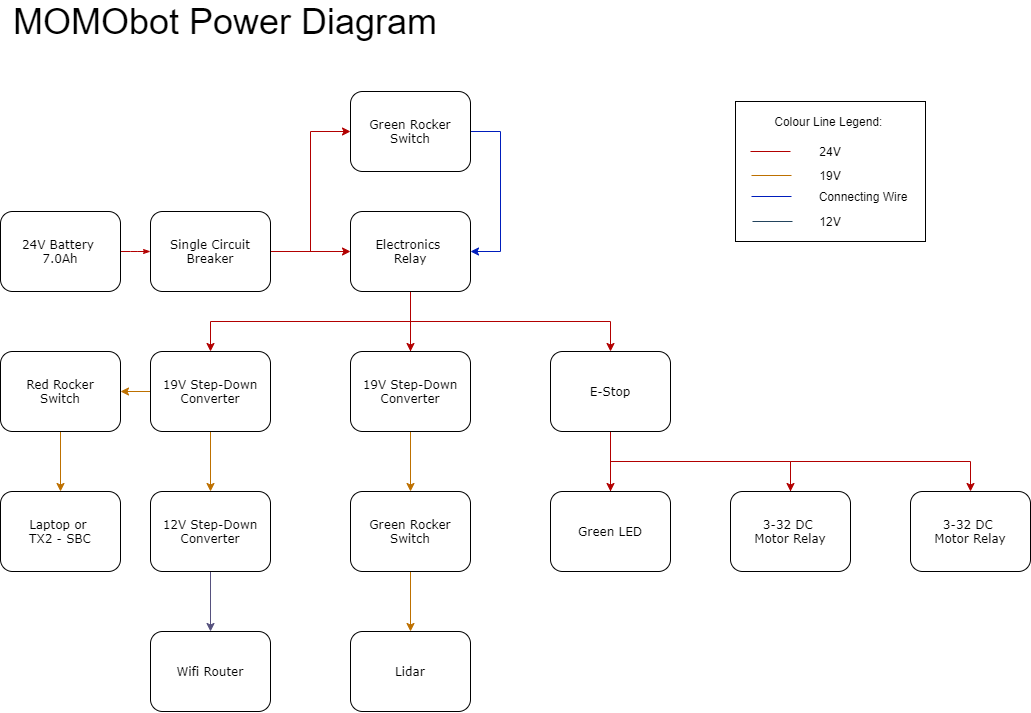 MOMObot Power Diagram
Green Rocker
Switch
Colour Line Legend:
24V
19V
Connecting Wire
12V
24V Battery
7.0Ah
Single Circuit
Breaker
Electronics
Relay
Red Rocker
Switch
19V Step-Down
Converter
19V Step-Down
Converter
E-Stop
Laptop or
TX2 - SBC
12V Step-Down
Converter
Green Rocker
Switch
Green LED
3-32 DC
Motor Relay
3-32 DC
Motor Relay
Wifi Router
Lidar